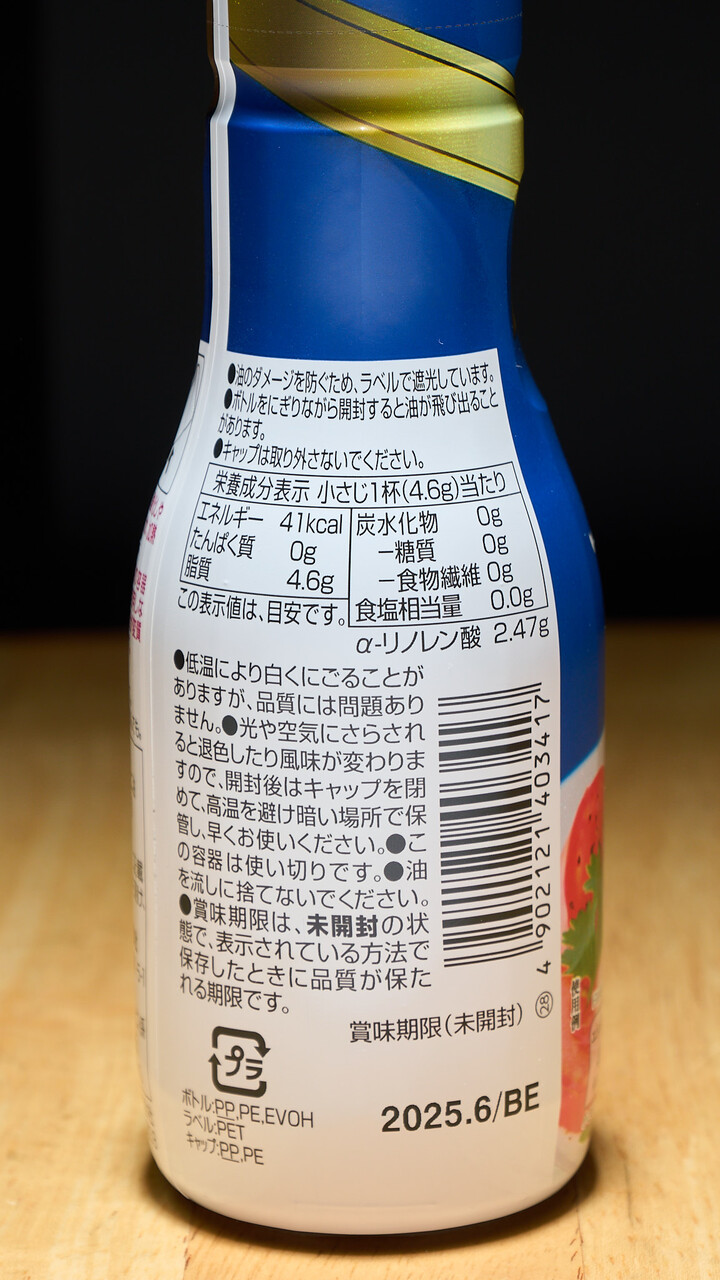 ●油のダメージを防ぐため、ラベルで遮光しています。
●ボトルをにぎりながら開封すると油が飛び出ること
があります。
●キャップは取り外さないでください。
栄養成分表示 小さじ1杯(4.6g)当たり
エネルギー 41kcal
たんぱく質 0g
脂質 4.6g
炭水化物 0g
－糖質 0g
－食物繊維 0g
食塩相当量 0.0g
この表示値は、目安です。
α-リノレン酸 2.47g
●低温により白くにごることが
ありますが、品質には問題あり
ません。●光や空気にさらされ
ると退色したり風味が変わりま
すので、開封後はキャップを閉
めて、高温を避け暗い場所で保
管し、早くお使いください。●こ
の容器は使い切りです。●油
を流しに捨てないでください。
●賞味期限は、未開封の状
態で、表示されている方法で
保存したときに品質が保た
れる期限です。
4 902121 403417
28
使用例
賞味期限(未開封)
2025.6/BE
プラ
ボトル:PP,PE,EVOH
ラベル:PET
キャップ:PP,PE